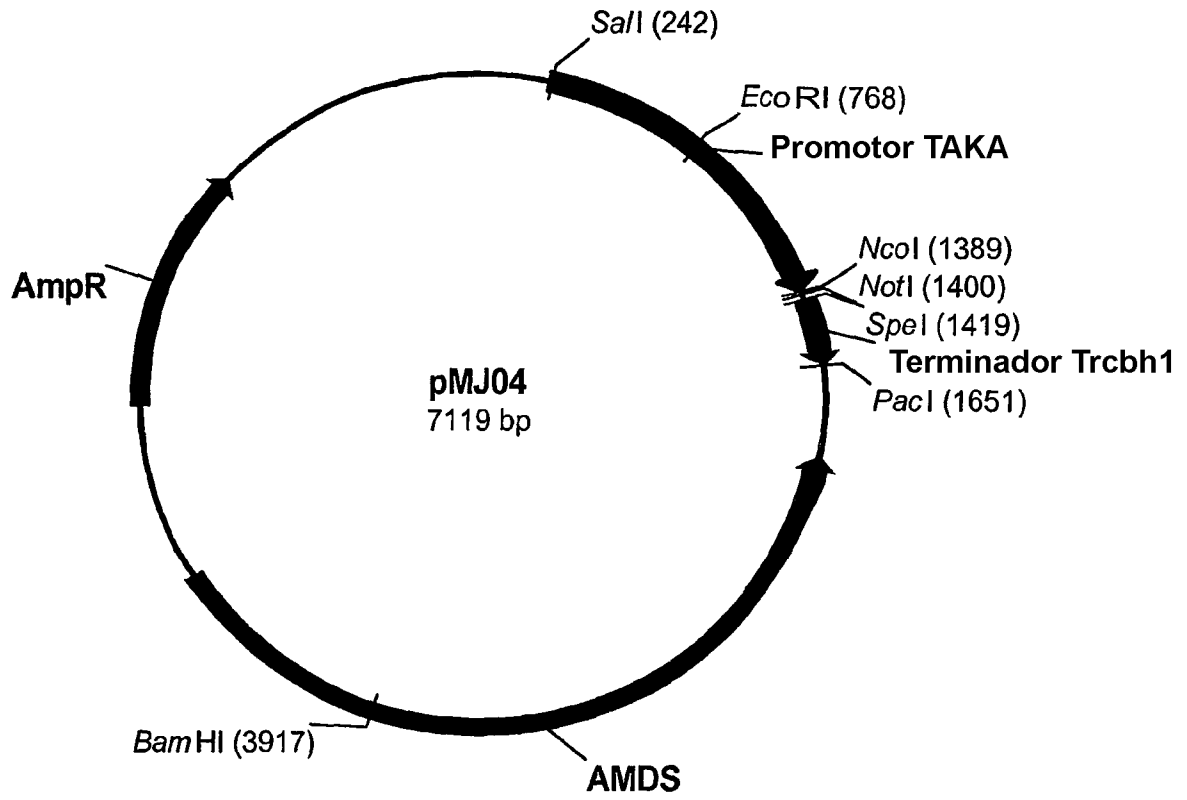 SalI (242)
EcoRI (768)
Promotor TAKA
NcoI (1389)
NotI (1400)
SpeI (1419)
Terminador Trcbh1
PacI (1651)
AmpR
pMJ04
7119 bp
BamHI (3917)
AMDS